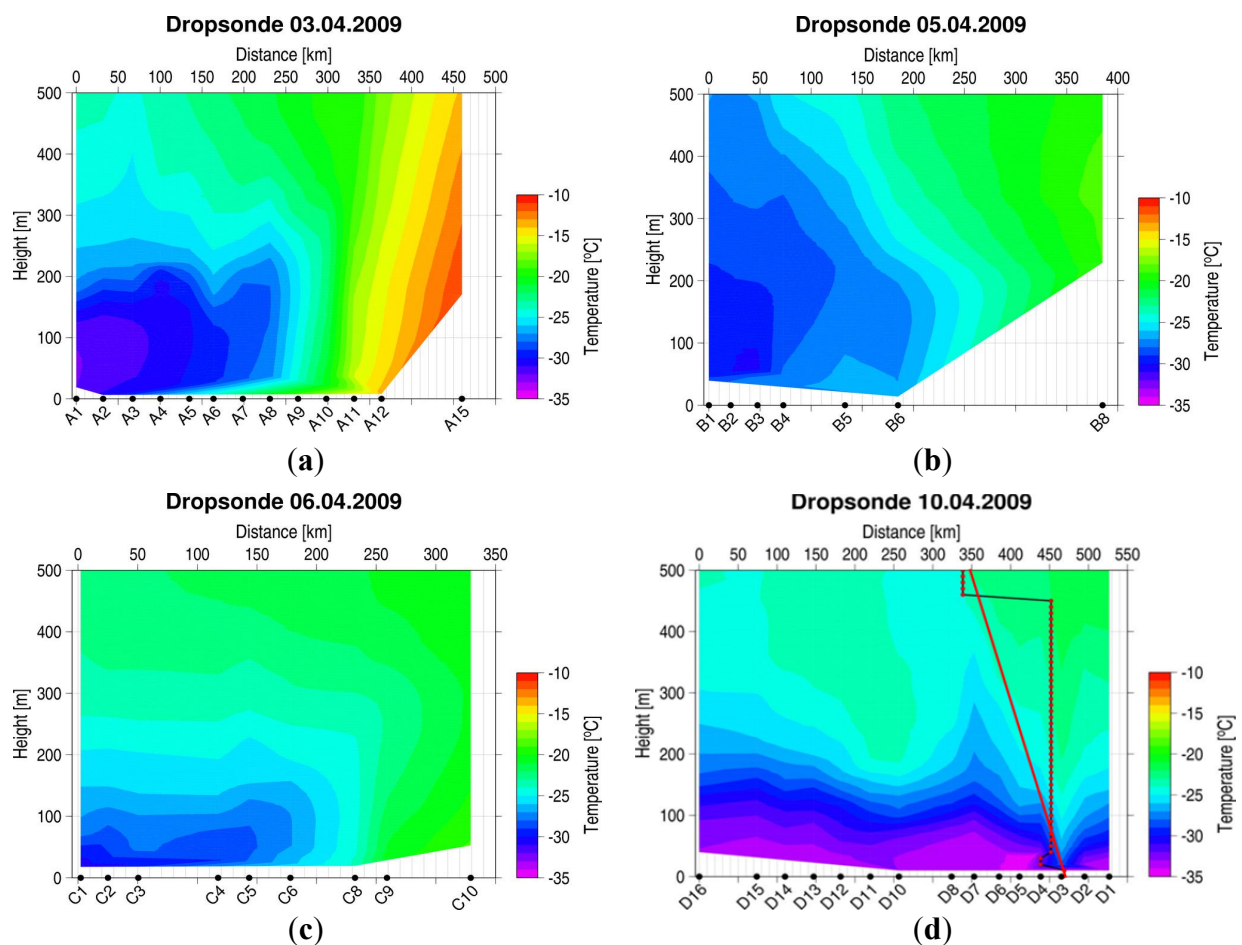 Dropsonde 03.04.2009
Distance [km]
0 50 100 150 200 250 300 350 400 450 500
500
400
300
200
100
0
Height [m]
A1 A2 A3 A4 A5 A6 A7 A8 A9 A10 A11 A12 A15
-10
-15
-20
-25
-30
-35
Temperature [ºC]
(a)
Dropsonde 05.04.2009
Distance [km]
0 50 100 150 200 250 300 350 400
500
400
300
200
100
0
Height [m]
B1 B2 B3 B4 B5 B6 B8
-10
-15
-20
-25
-30
-35
Temperature [ºC]
(b)
Dropsonde 06.04.2009
Distance [km]
0 50 100 150 200 250 300 350
500
400
300
200
100
0
Height [m]
C1 C2 C3 C4 C5 C6 C8 C9 C10
-10
-15
-20
-25
-30
-35
Temperature [ºC]
(c)
Dropsonde 10.04.2009
Distance [km]
0 50 100 150 200 250 300 350 400 450 500 550
500
400
300
200
100
0
Height [m]
D16 D15 D14 D13 D12 D11 D10 D8 D7 D6 D5 D4 D3 D2 D1
-10
-15
-20
-25
-30
-35
Temperature [ºC]
(d)